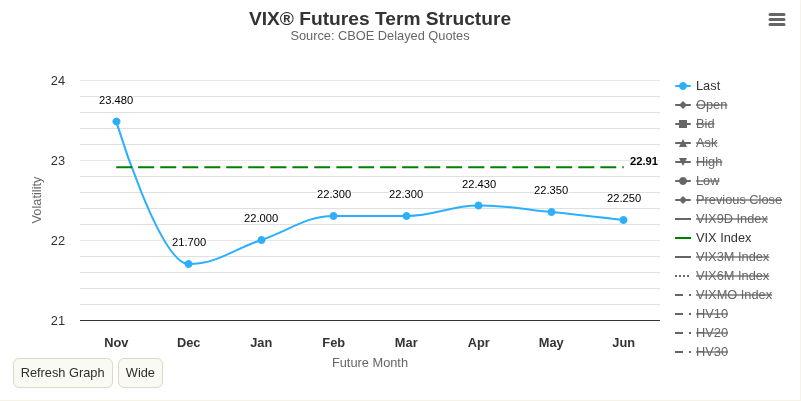 VIX® Futures Term Structure
Source: CBOE Delayed Quotes
24
23
22
21
Volatility
23.480
21.700
22.000
22.300
22.300
22.430
22.350
22.250
22.91
Nov Dec Jan Feb Mar Apr May Jun
Future Month
Last
Open
Bid
Ask
High
Low
Previous Close
VIX9D Index
VIX Index
VIX3M Index
VIX6M Index
VIXMO Index
HV10
HV20
HV30
Refresh Graph Wide